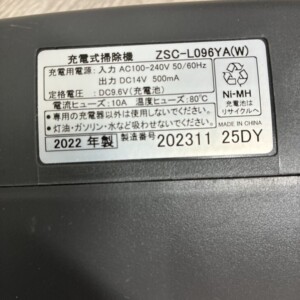 充電式掃除機 ZSC-L096YA(W)
充電用電源:入力 AC100-240V 50/60Hz
出力 DC14V 500mA
定格電圧:DC9.6V(充電池)
電流ヒューズ:10A 温度ヒューズ:80℃
●専用の充電器以外は使用しないでください。
●灯油・ガソリン・水など吸わせないでください。
Ni-MH
充電池は
リサイクルへ
MADE IN CHINA
2022 年製 製造番号 202311 25DY